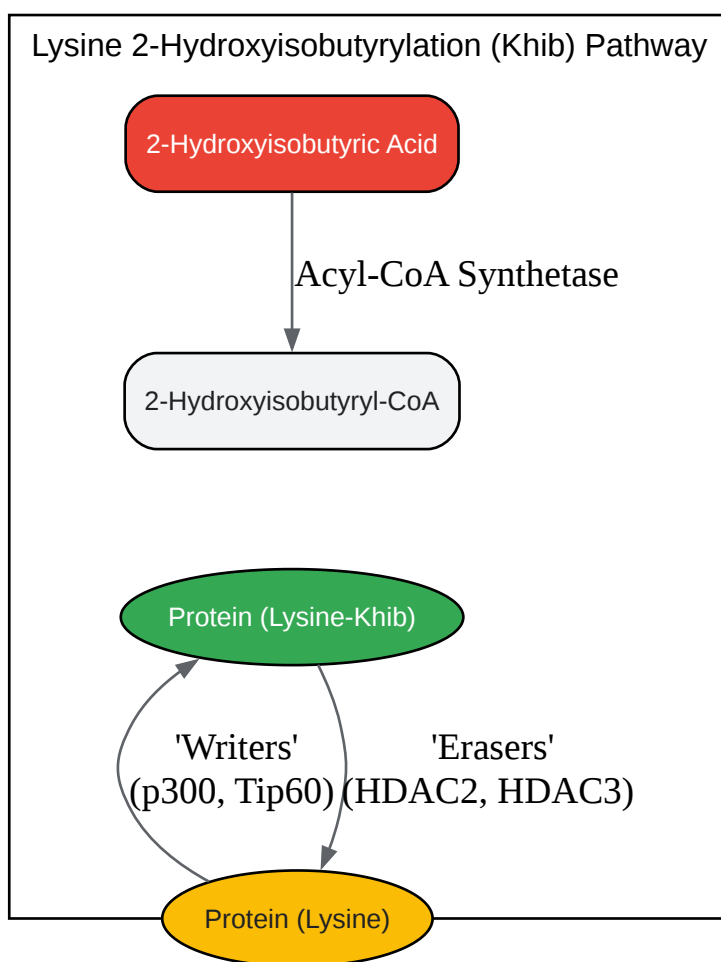 Lysine 2-Hydroxyisobutyrylation (Khib) Pathway
2-Hydroxyisobutyric Acid
Acyl-CoA Synthetase
2-Hydroxyisobutyryl-CoA
Protein (Lysine-Khib)
'Writers'
(p300, Tip60)
'Erasers'
(HDAC2, HDAC3)
Protein (Lysine)